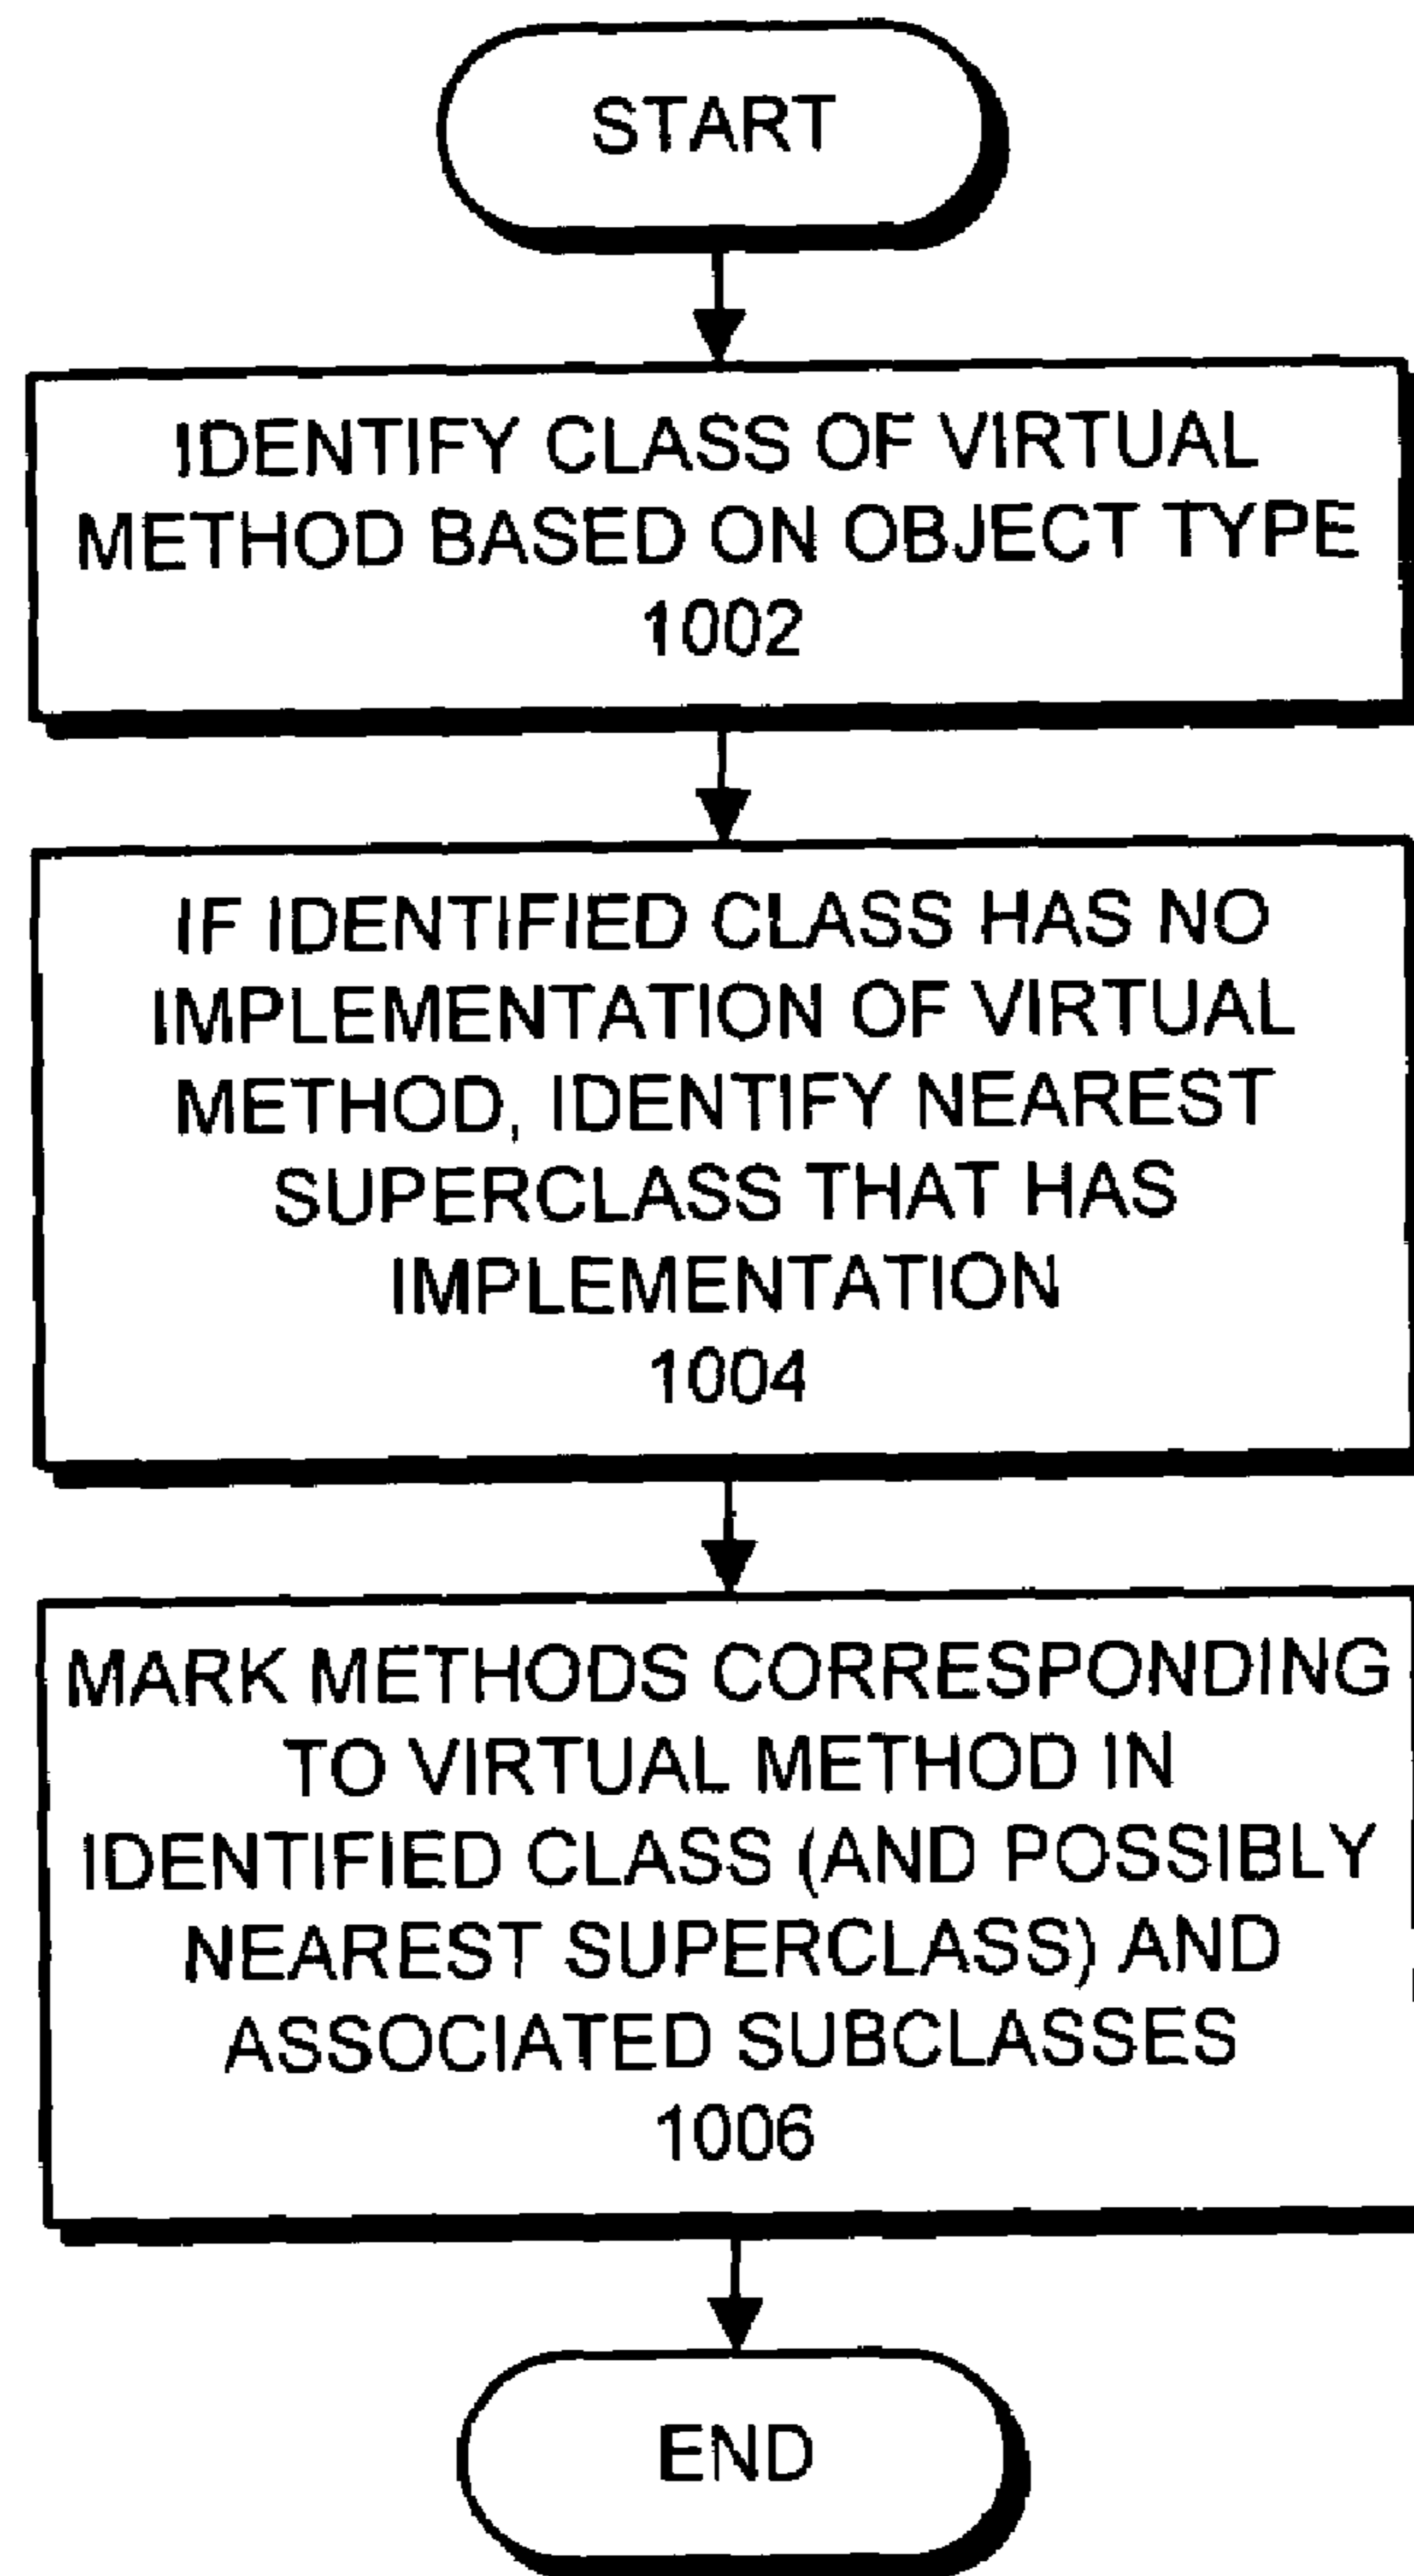 START
IDENTIFY CLASS OF VIRTUAL
METHOD BASED ON OBJECT TYPE
1002
IF IDENTIFIED CLASS HAS NO
IMPLEMENTATION OF VIRTUAL
METHOD, IDENTIFY NEAREST
SUPERCLASS THAT HAS
IMPLEMENTATION
1004
MARK METHODS CORRESPONDING
TO VIRTUAL METHOD IN
IDENTIFIED CLASS (AND POSSIBLY
NEAREST SUPERCLASS) AND
ASSOCIATED SUBCLASSES
1006
END